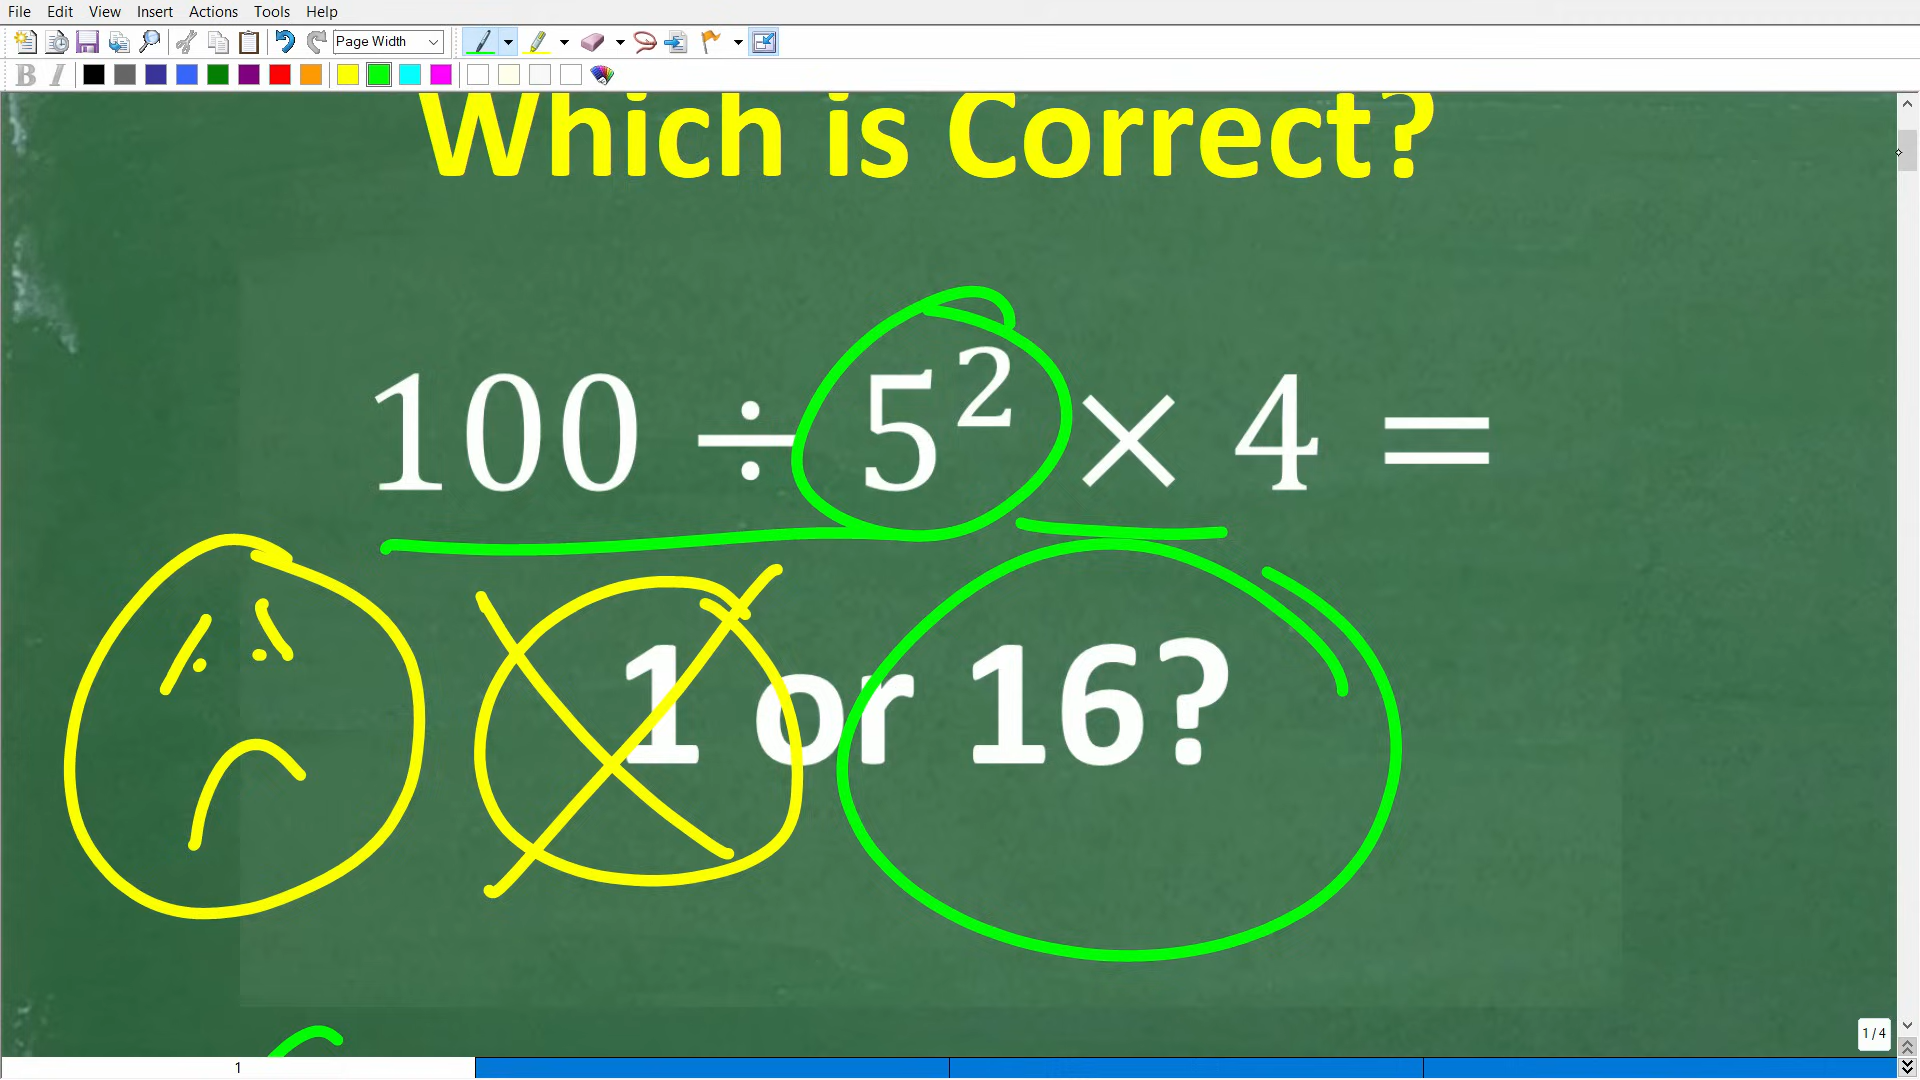 File Edit View Insert Actions Tools Help
Page Width
B I
Which is Correct?
100 ÷ 5² × 4 =
1 or 16?
1 / 4
1